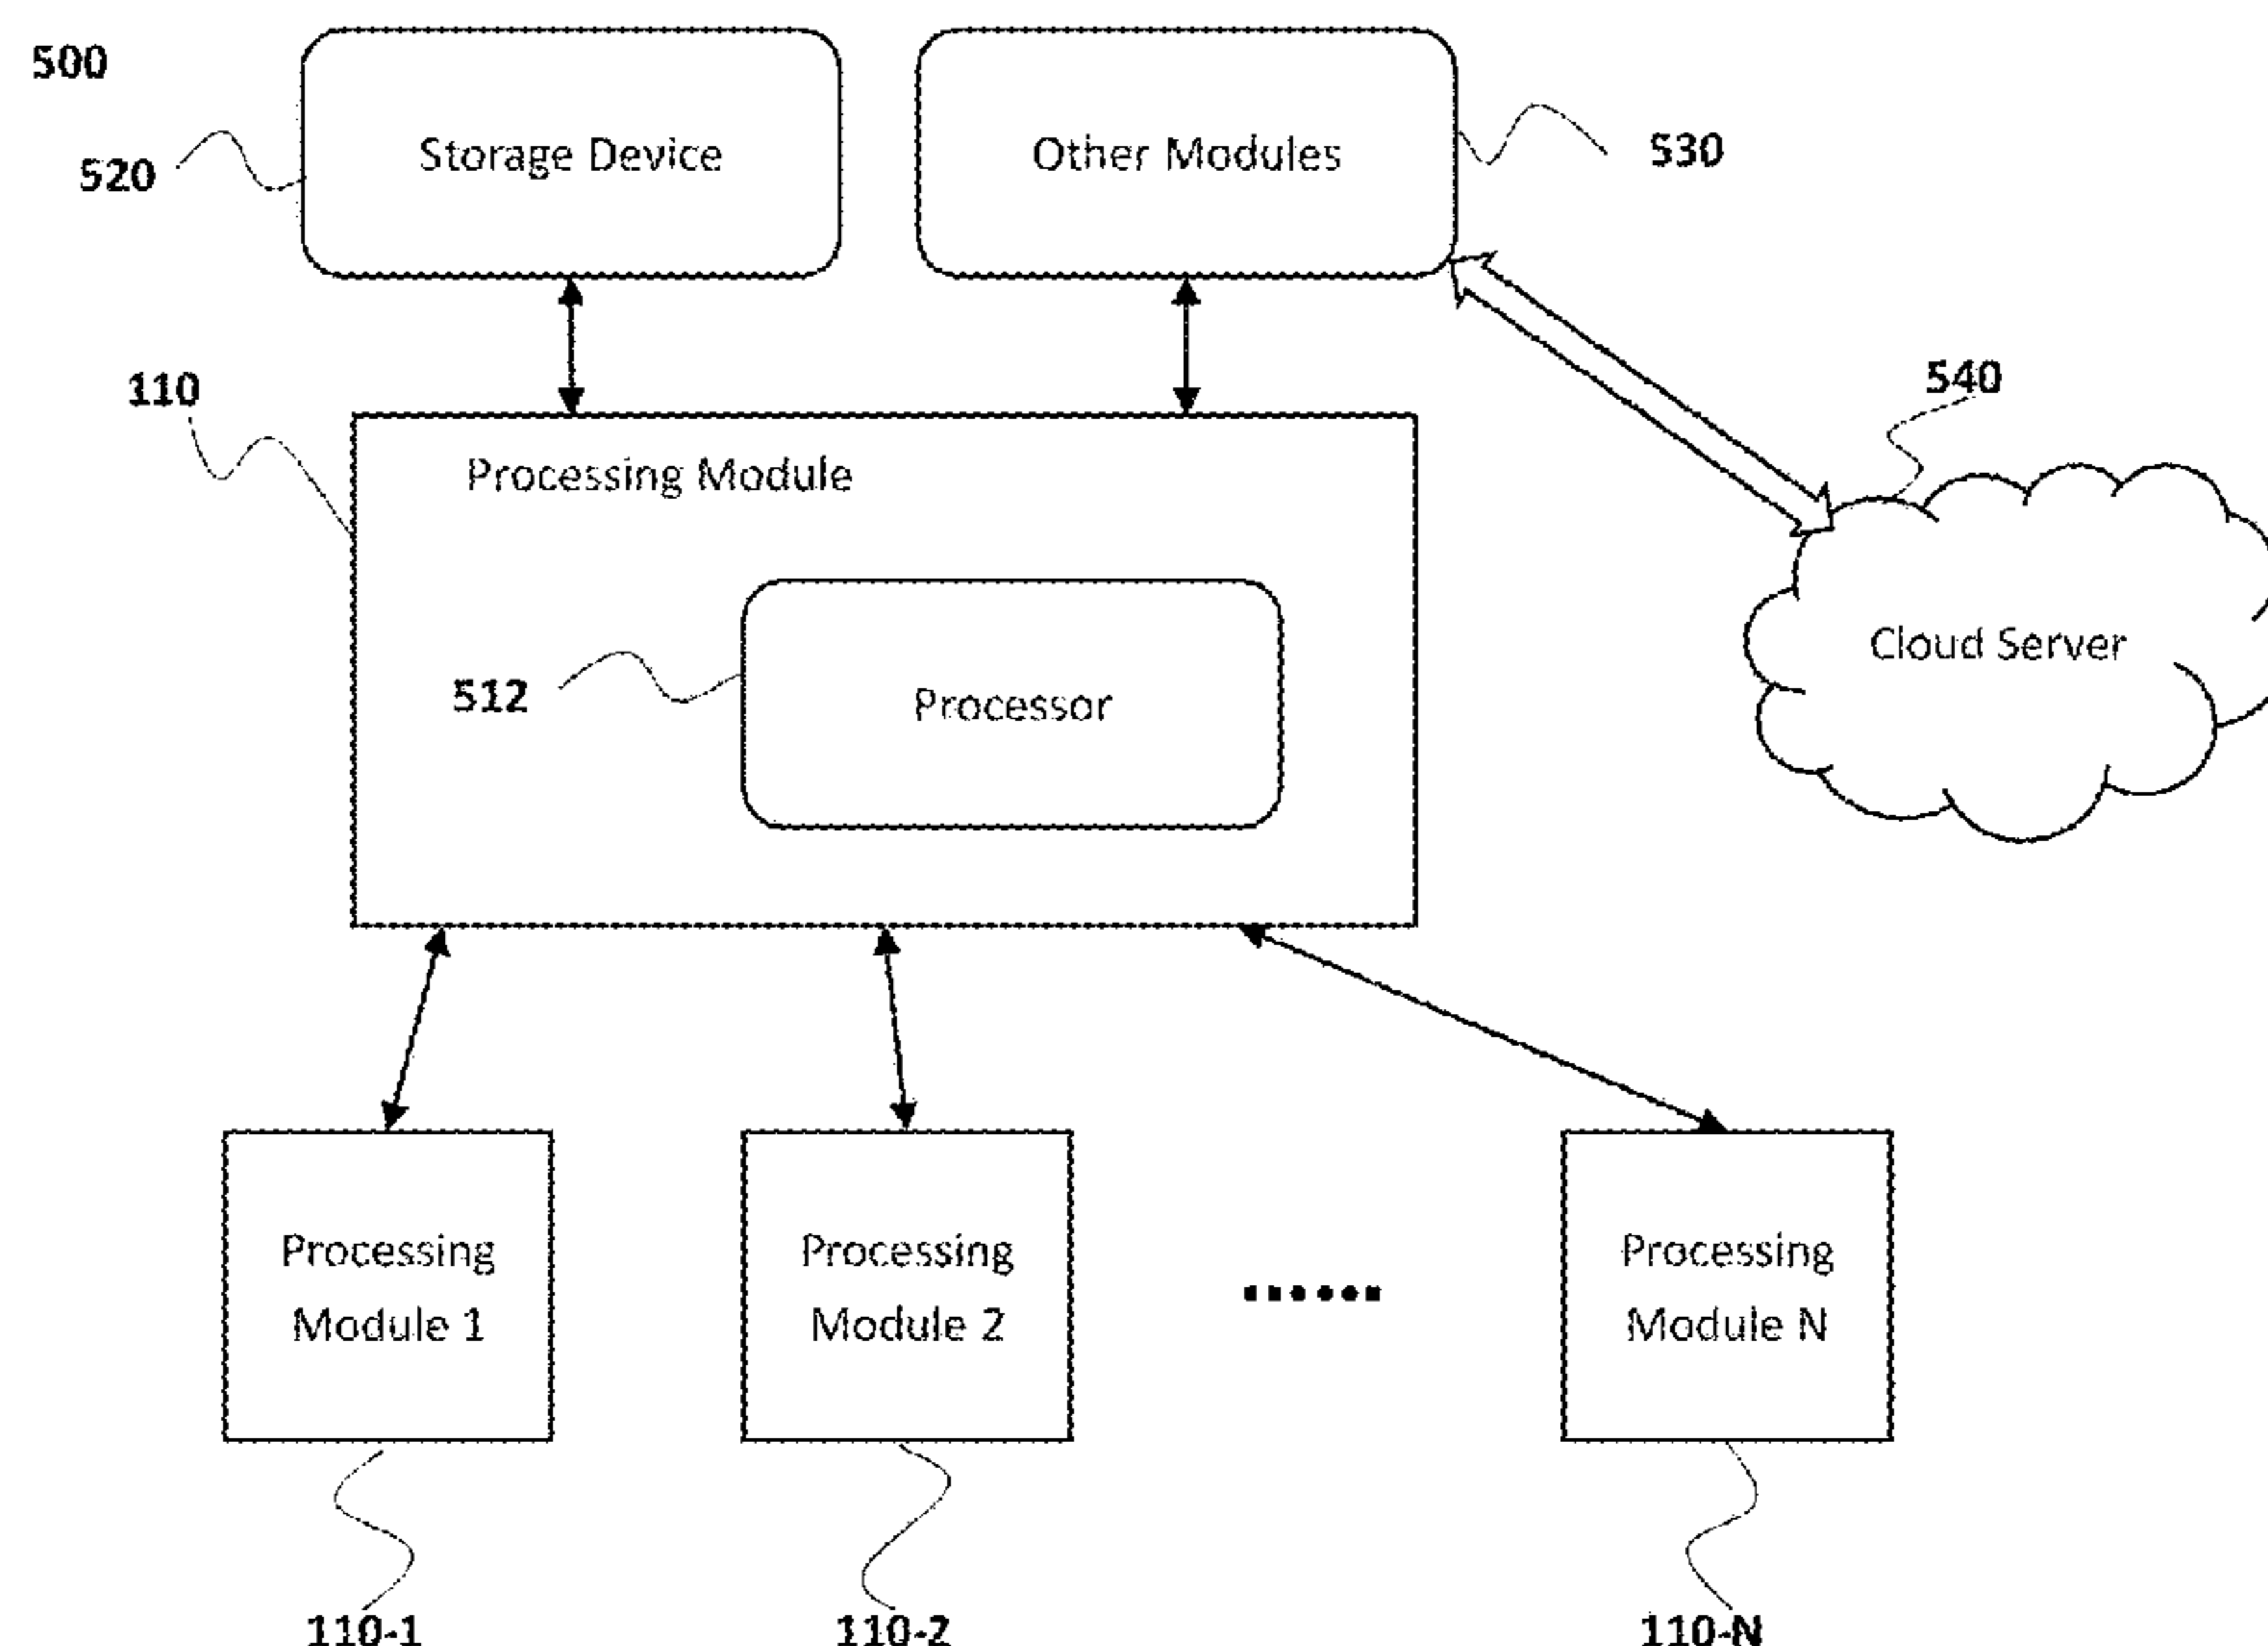 500
Storage Device
Other Modules
530
520
110
540
Processing Module
Cloud Server
512
Processor
Processing
Module 1
Processing
Module 2
......
Processing
Module N
110-1
110-2
110-N